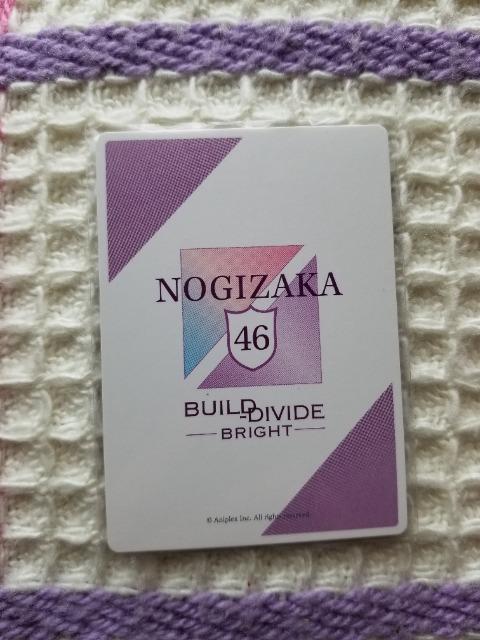 NOGIZAKA
46
BUILD-DIVIDE
BRIGHT
© Aniplex Inc. All rights reserved.